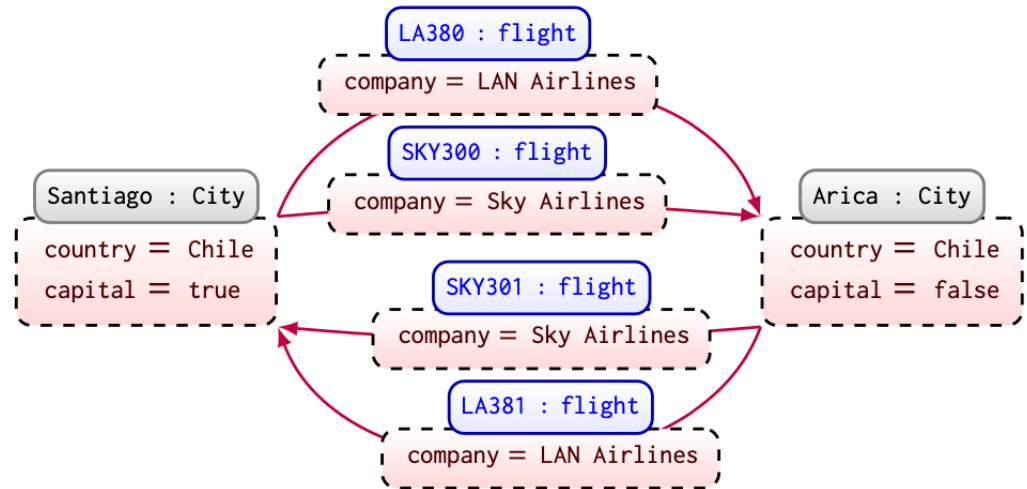 LA380 : flight
company = LAN Airlines
SKY300 : flight
company = Sky Airlines
Santiago : City
country = Chile
capital = true
Arica : City
country = Chile
capital = false
SKY301 : flight
company = Sky Airlines
LA381 : flight
company = LAN Airlines